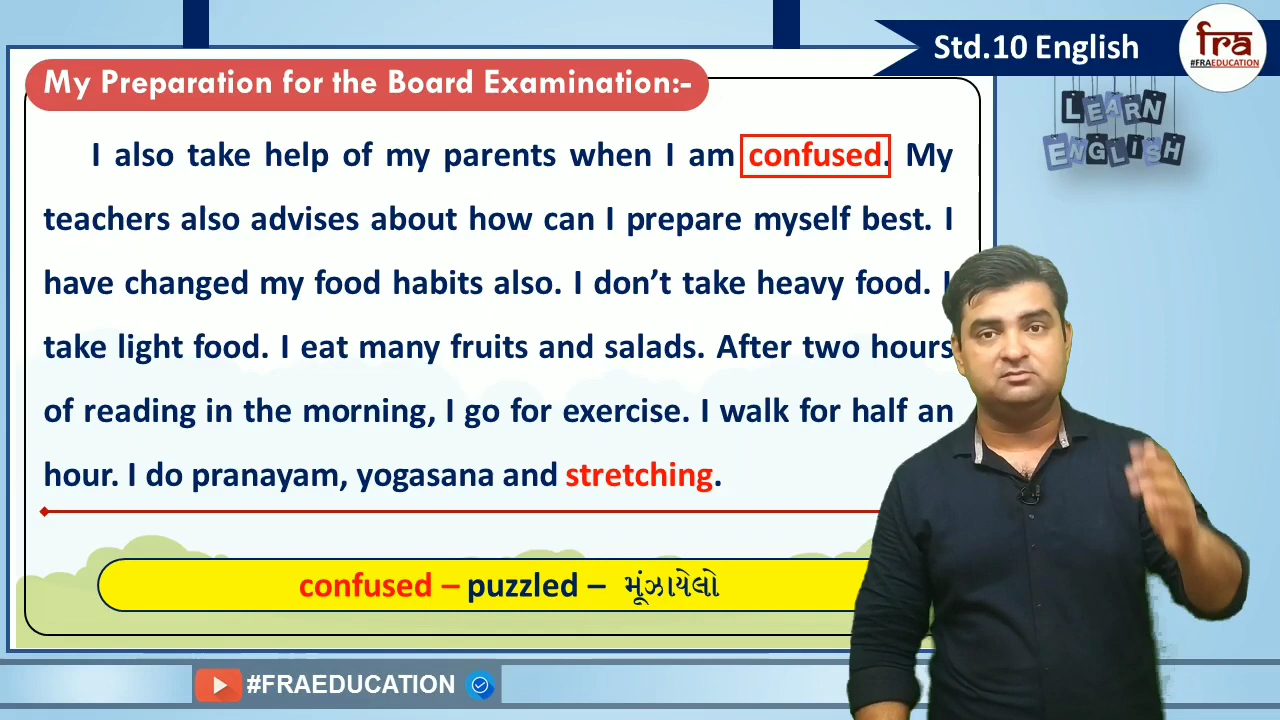 Std.10 English
fra
#FRAEDUCATION
LEARN
ENGLISH
My Preparation for the Board Examination:-
I also take help of my parents when I am confused. My
teachers also advises about how can I prepare myself best. I
have changed my food habits also. I don’t take heavy food. I
take light food. I eat many fruits and salads. After two hours
of reading in the morning, I go for exercise. I walk for half an
hour. I do pranayam, yogasana and stretching.
confused – puzzled – મૂંઝાયેલો
#FRAEDUCATION